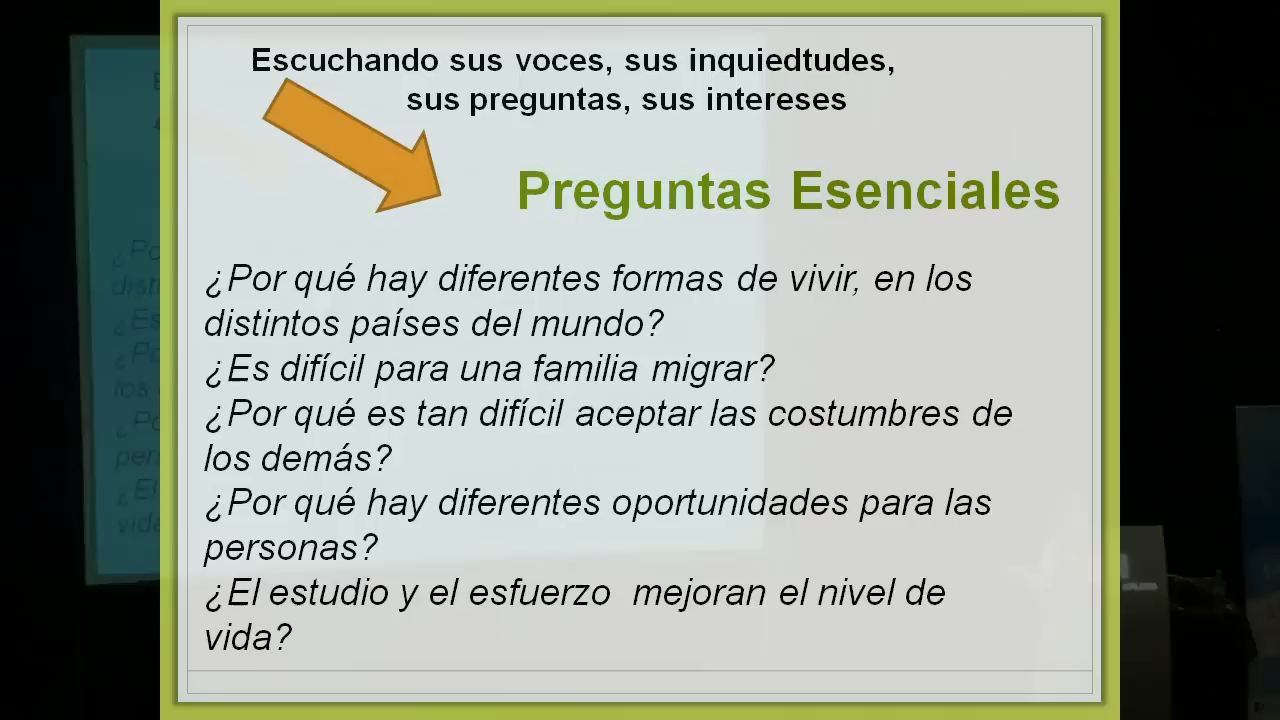 Escuchando sus voces, sus inquiedtudes,
sus preguntas, sus intereses
Preguntas Esenciales
¿Por qué hay diferentes formas de vivir, en los
distintos países del mundo?
¿Es difícil para una familia migrar?
¿Por qué es tan difícil aceptar las costumbres de
los demás?
¿Por qué hay diferentes oportunidades para las
personas?
¿El estudio y el esfuerzo  mejoran el nivel de
vida?